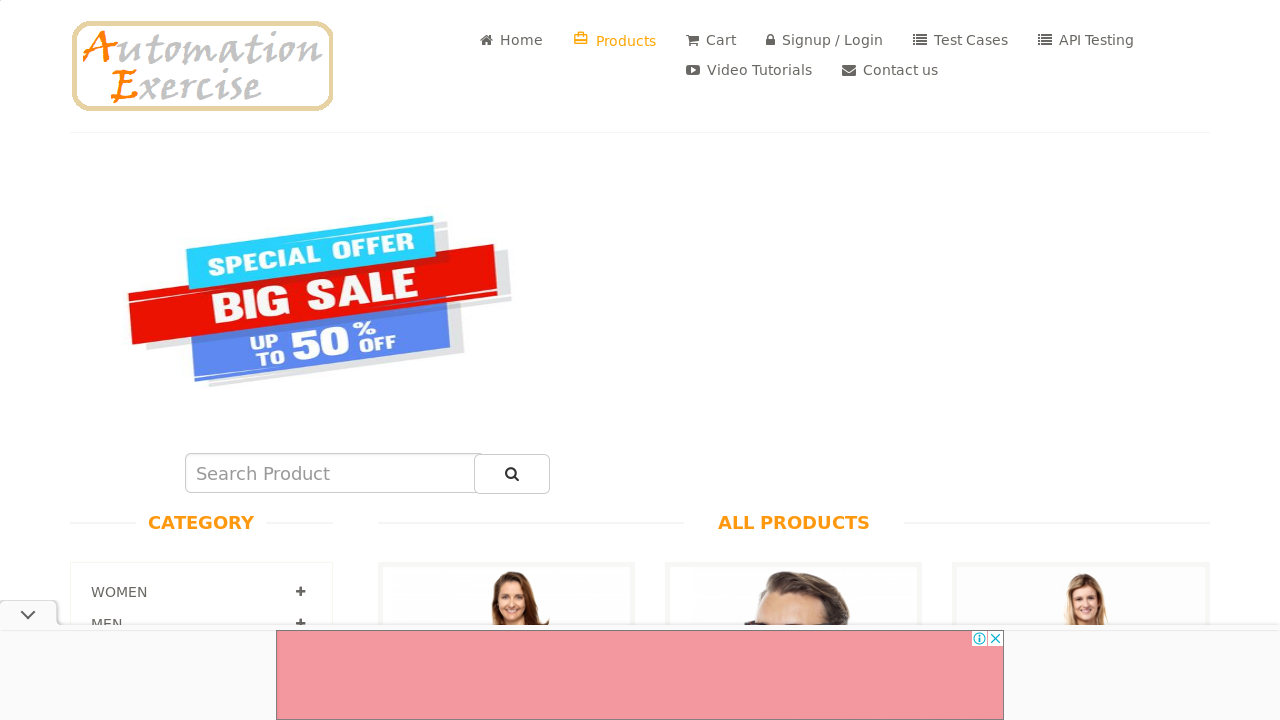 Automation
Exercise
Home Products Cart Signup / Login Test Cases API Testing
Video Tutorials Contact us
SPECIAL OFFER
BIG SALE
UP TO 50% OFF
Search Product
CATEGORY ALL PRODUCTS
WOMEN
MEN